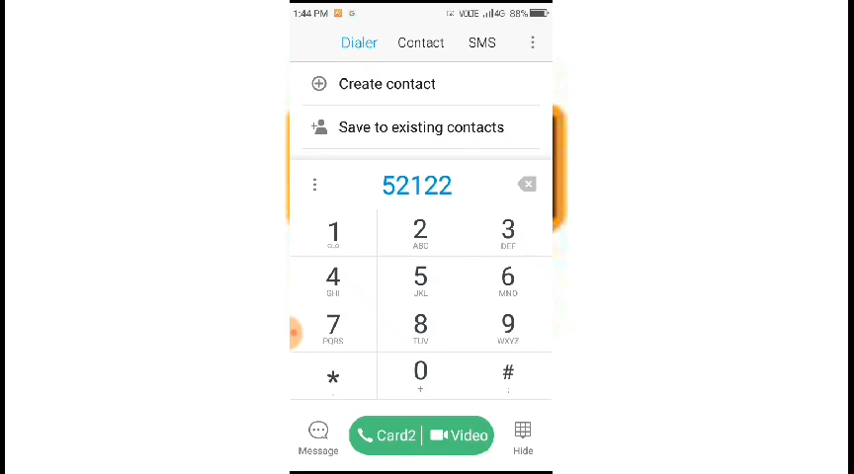 1:44 PM VOLTE 4G 88%
Dialer Contact SMS
Create contact
Save to existing contacts
52122
1 2 3
ABC DEF
4 5 6
GHI JKL MNO
7 8 9
PQRS TUV WXYZ
* 0 #
, + ;
Card2 Video
Message Hide